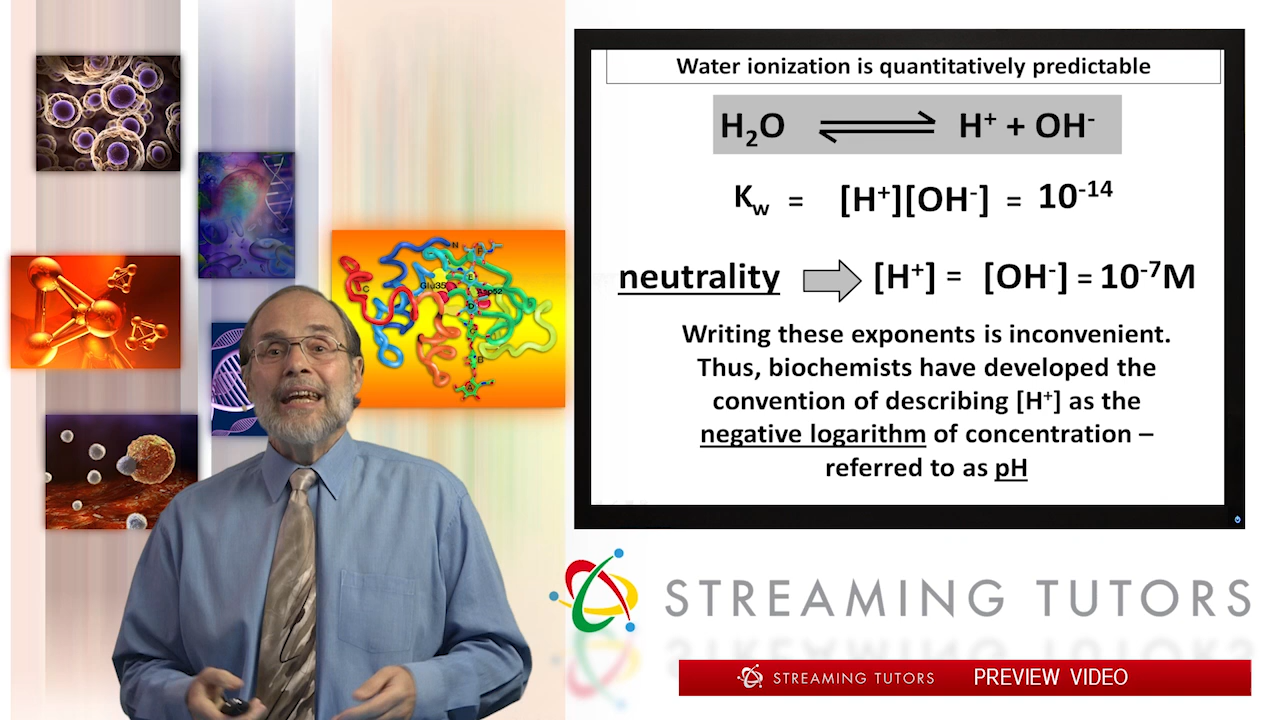 Water ionization is quantitatively predictable
H₂O ⇌ H⁺ + OH⁻
Kw = [H⁺][OH⁻] = 10⁻¹⁴
neutrality [H⁺] = [OH⁻] = 10⁻⁷M
Writing these exponents is inconvenient.
Thus, biochemists have developed the
convention of describing [H⁺] as the
negative logarithm of concentration –
referred to as pH
N
C
Glu35
E
Asp52
D
B
STREAMING TUTORS
STREAMING TUTORS PREVIEW VIDEO